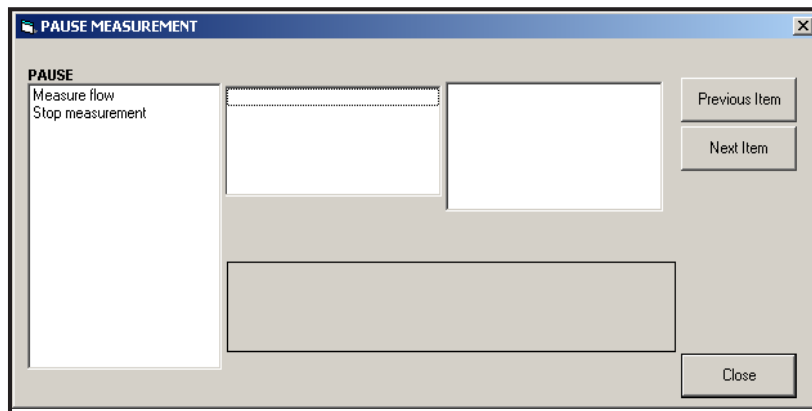 PAUSE MEASUREMENT
PAUSE
Measure flow
Stop measurement
Previous Item
Next Item
Close